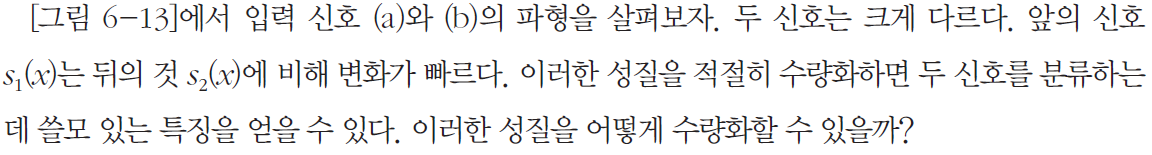 [그림 6-13]에서 입력 신호 (a)와 (b)의 파형을 살펴보자. 두 신호는 크게 다르다. 앞의 신호
s₁(x)는 뒤의 것 s₂(x)에 비해 변화가 빠르다. 이러한 성질을 적절히 수량화하면 두 신호를 분류하는
데 쓸모 있는 특징을 얻을 수 있다. 이러한 성질을 어떻게 수량화할 수 있을까?